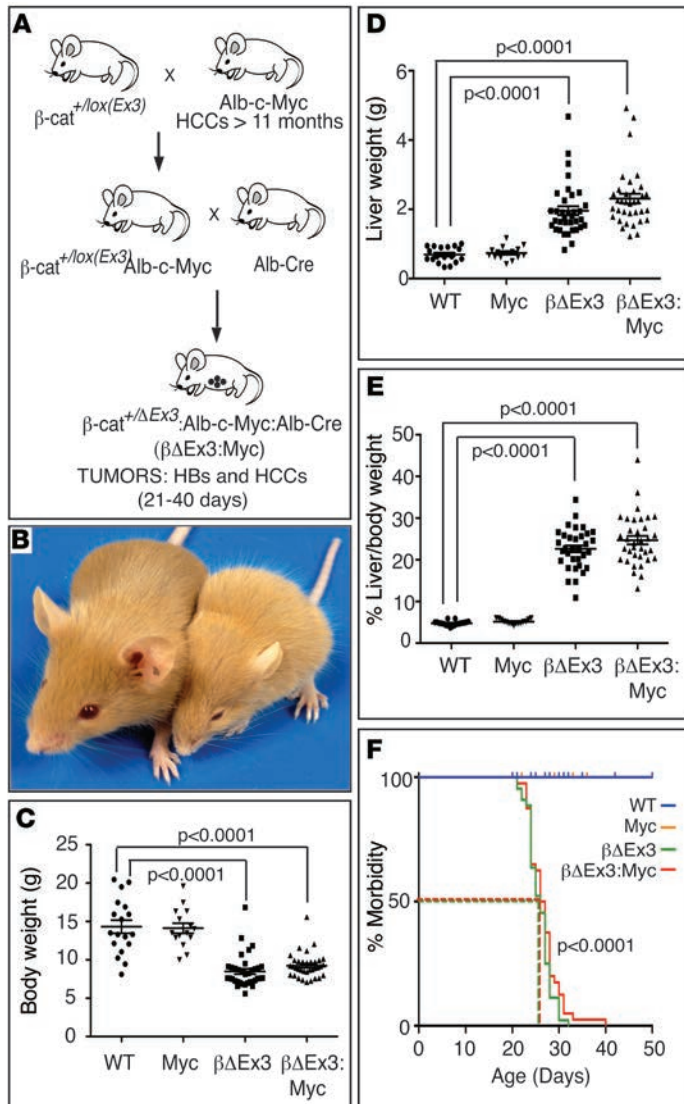 A
β-cat+/lox(Ex3)
x
Alb-c-Myc
HCCs > 11 months
β-cat+/lox(Ex3) Alb-c-Myc
x
Alb-Cre
β-cat+/ΔEx3:Alb-c-Myc:Alb-Cre
(βΔEx3:Myc)
TUMORS: HBs and HCCs
(21-40 days)
B
C
Body weight (g)
25
20
15
10
5
0
p<0.0001
p<0.0001
WT Myc βΔEx3 βΔEx3:
Myc
D
Liver weight (g)
6
4
2
0
p<0.0001
p<0.0001
WT Myc βΔEx3 βΔEx3:
Myc
E
% Liver/body weight
50
40
30
20
10
0
p<0.0001
p<0.0001
WT Myc βΔEx3 βΔEx3:
Myc
F
% Morbidity
100
50
0
WT
Myc
βΔEx3
βΔEx3:Myc
p<0.0001
0 10 20 30 40 50
Age (Days)